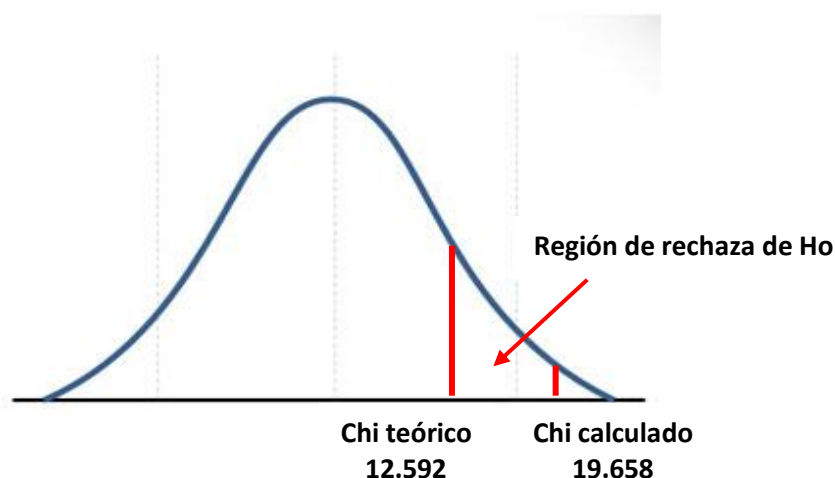 Región de rechaza de Ho
Chi teórico
12.592
Chi calculado
19.658